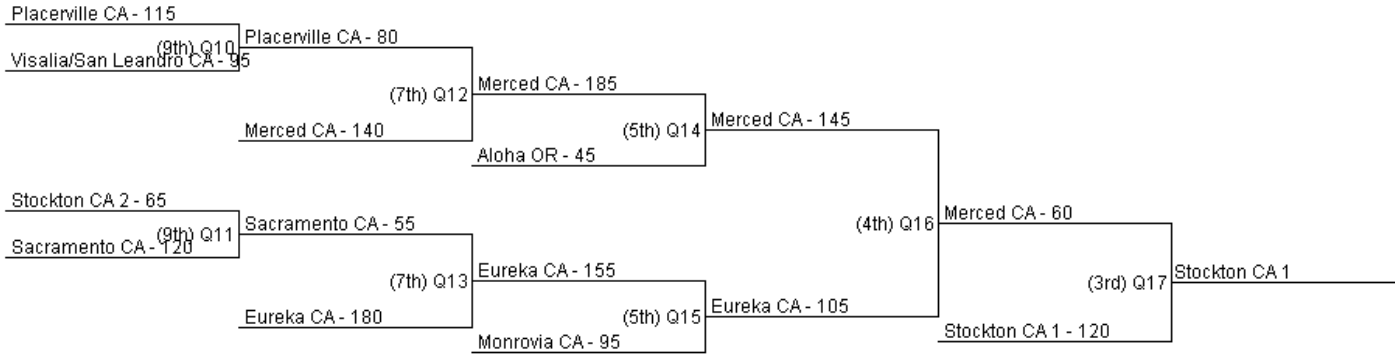 Placerville CA - 115
(9th) Q10
Placerville CA - 80
Visalia/San Leandro CA - 95
(7th) Q12
Merced CA - 185
Merced CA - 140
(5th) Q14
Merced CA - 145
Aloha OR - 45
Stockton CA 2 - 65
(9th) Q11
Sacramento CA - 55
Sacramento CA - 120
(4th) Q16
Merced CA - 60
(7th) Q13
Eureka CA - 155
(3rd) Q17
Stockton CA 1
Eureka CA - 180
(5th) Q15
Eureka CA - 105
Monrovia CA - 95
Stockton CA 1 - 120